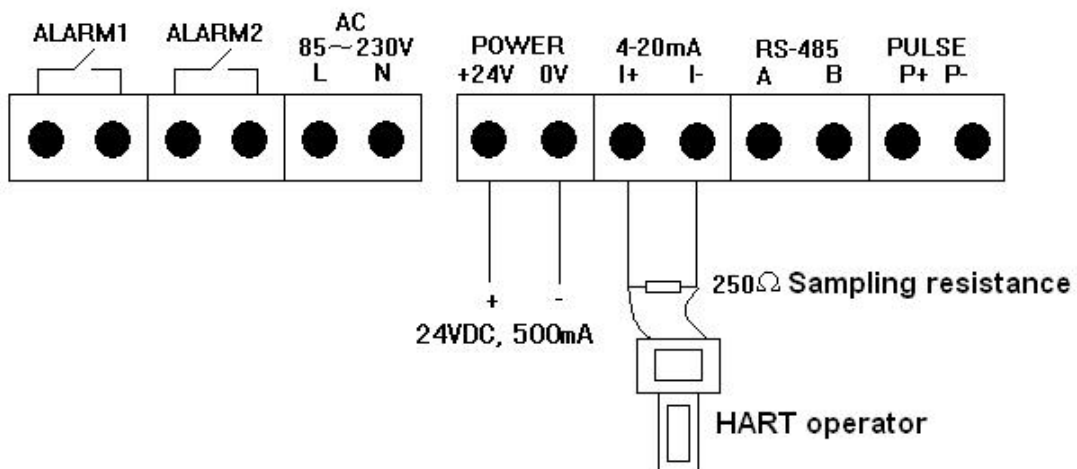 ALARM1 ALARM2 AC
85～230V
L N
POWER
+24V 0V
4-20mA
I+ I-
RS-485
A B
PULSE
P+ P-
250Ω Sampling resistance
+ -
24VDC, 500mA
HART operator